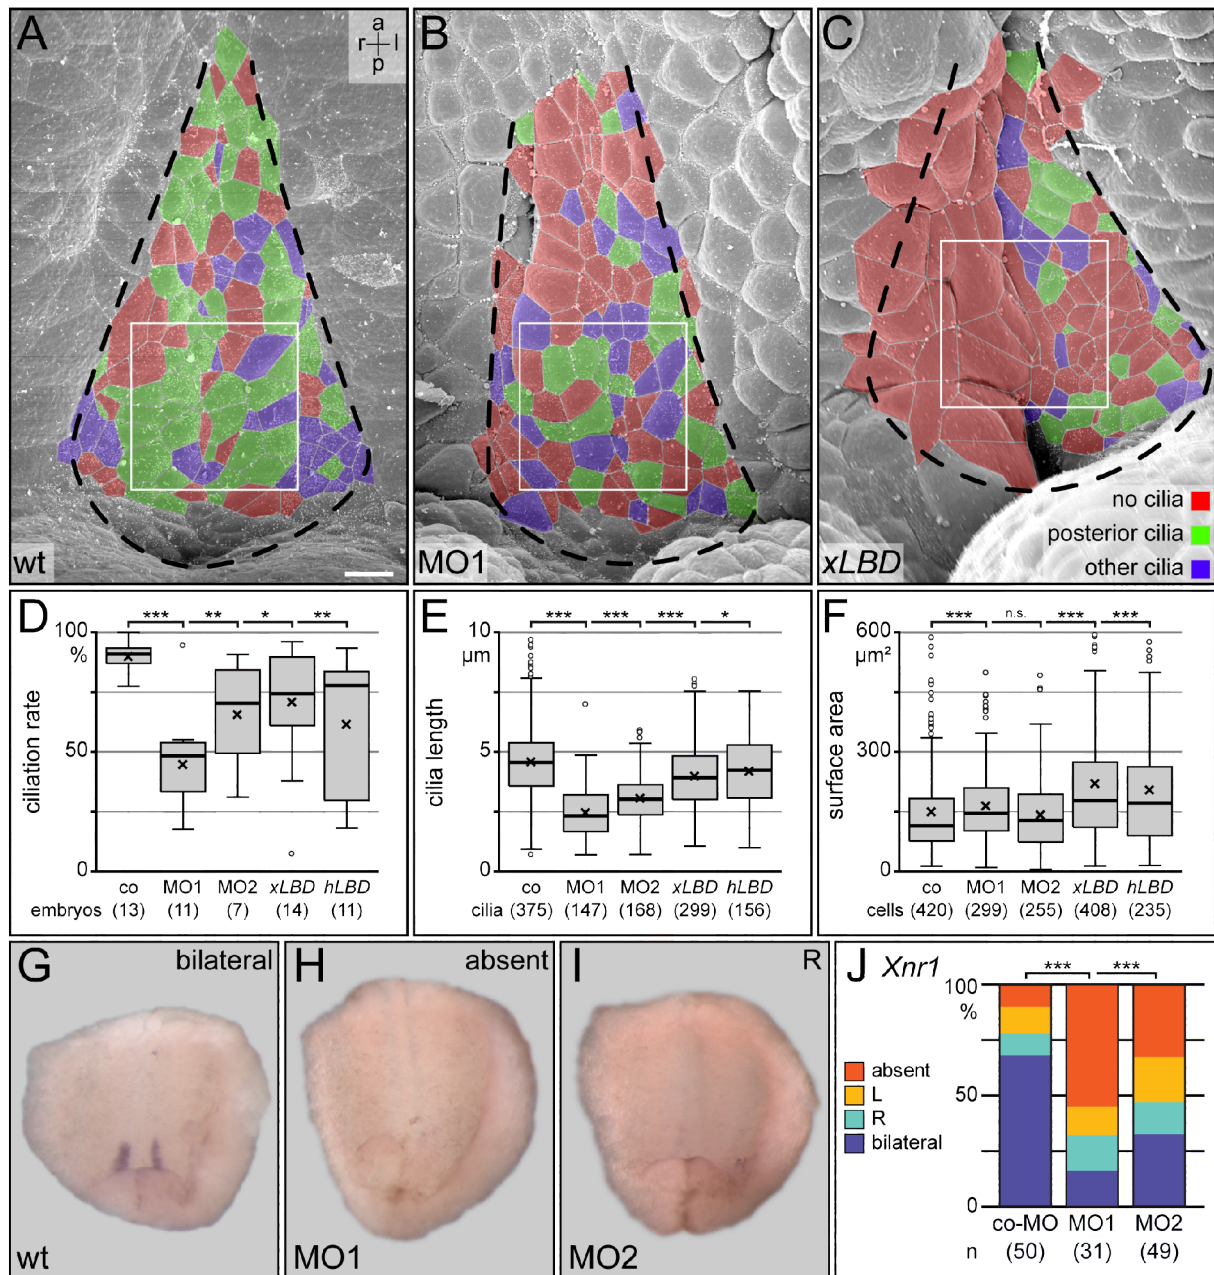 A
a
r l
p
wt
B
MO1
C
xLBD
no cilia
posterior cilia
other cilia
D
100
%
50
0
ciliation rate
***
**
*
**
co MO1 MO2 xLBD hLBD
embryos (13) (11) (7) (14) (11)
E
10
µm
5
0
cilia length
***
***
***
*
co MO1 MO2 xLBD hLBD
cilia (375) (147) (168) (299) (156)
F
600
µm²
300
0
surface area
***
n.s.
***
***
co MO1 MO2 xLBD hLBD
cells (420) (299) (255) (408) (235)
G
bilateral
wt
H
absent
MO1
I
R
MO2
J Xnr1
***
***
100
%
50
0
absent
L
R
bilateral
co-MO MO1 MO2
n (50) (31) (49)